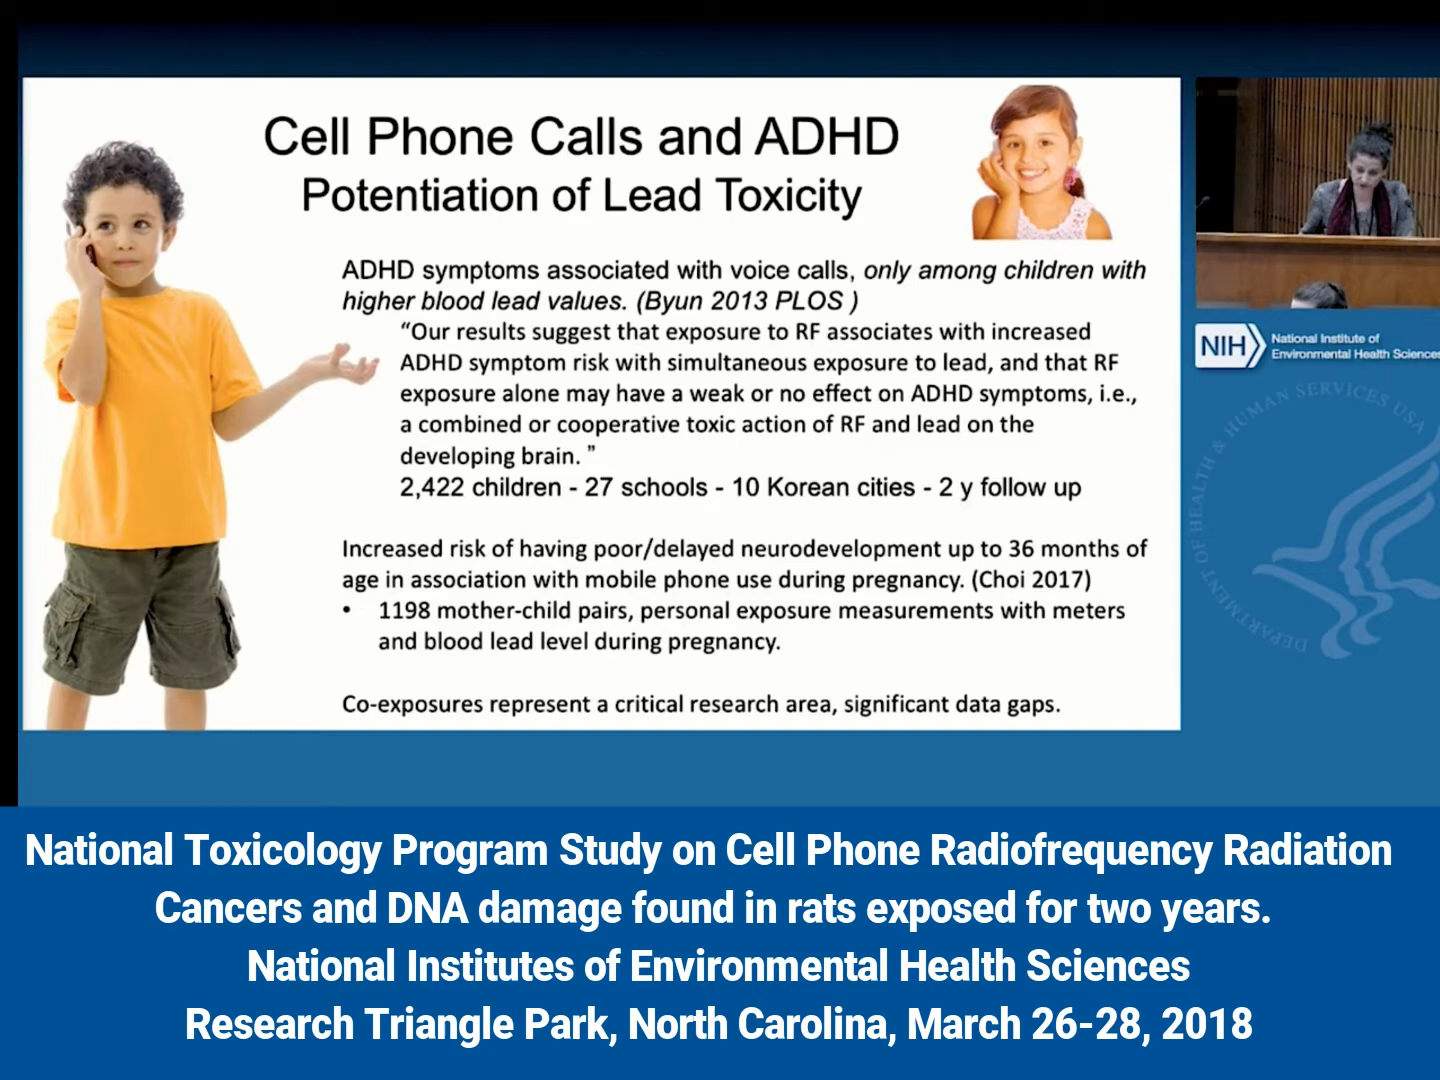 Cell Phone Calls and ADHD
Potentiation of Lead Toxicity
ADHD symptoms associated with voice calls, only among children with
higher blood lead values. (Byun 2013 PLOS )
“Our results suggest that exposure to RF associates with increased
ADHD symptom risk with simultaneous exposure to lead, and that RF
exposure alone may have a weak or no effect on ADHD symptoms, i.e.,
a combined or cooperative toxic action of RF and lead on the
developing brain. ”
2,422 children - 27 schools - 10 Korean cities - 2 y follow up
Increased risk of having poor/delayed neurodevelopment up to 36 months of
age in association with mobile phone use during pregnancy. (Choi 2017)
• 1198 mother-child pairs, personal exposure measurements with meters
and blood lead level during pregnancy.
Co-exposures represent a critical research area, significant data gaps.
NIH
National Institute of
Environmental Health Sciences
DEPARTMENT OF HEALTH & HUMAN SERVICES USA
National Toxicology Program Study on Cell Phone Radiofrequency Radiation
Cancers and DNA damage found in rats exposed for two years.
National Institutes of Environmental Health Sciences
Research Triangle Park, North Carolina, March 26-28, 2018